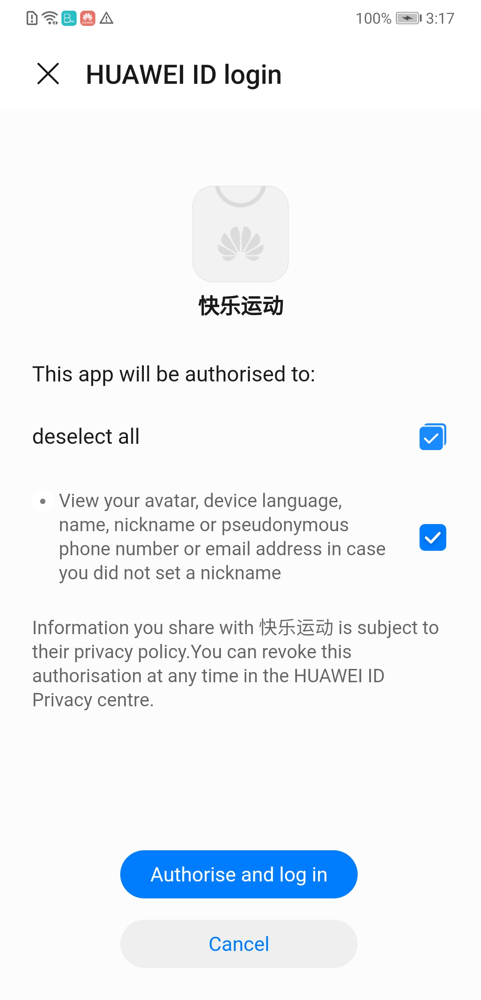 100% 3:17
HUAWEI ID login
快乐运动
This app will be authorised to:
deselect all
View your avatar, device language,
name, nickname or pseudonymous
phone number or email address in case
you did not set a nickname
Information you share with 快乐运动 is subject to
their privacy policy.You can revoke this
authorisation at any time in the HUAWEI ID
Privacy centre.
Authorise and log in
Cancel